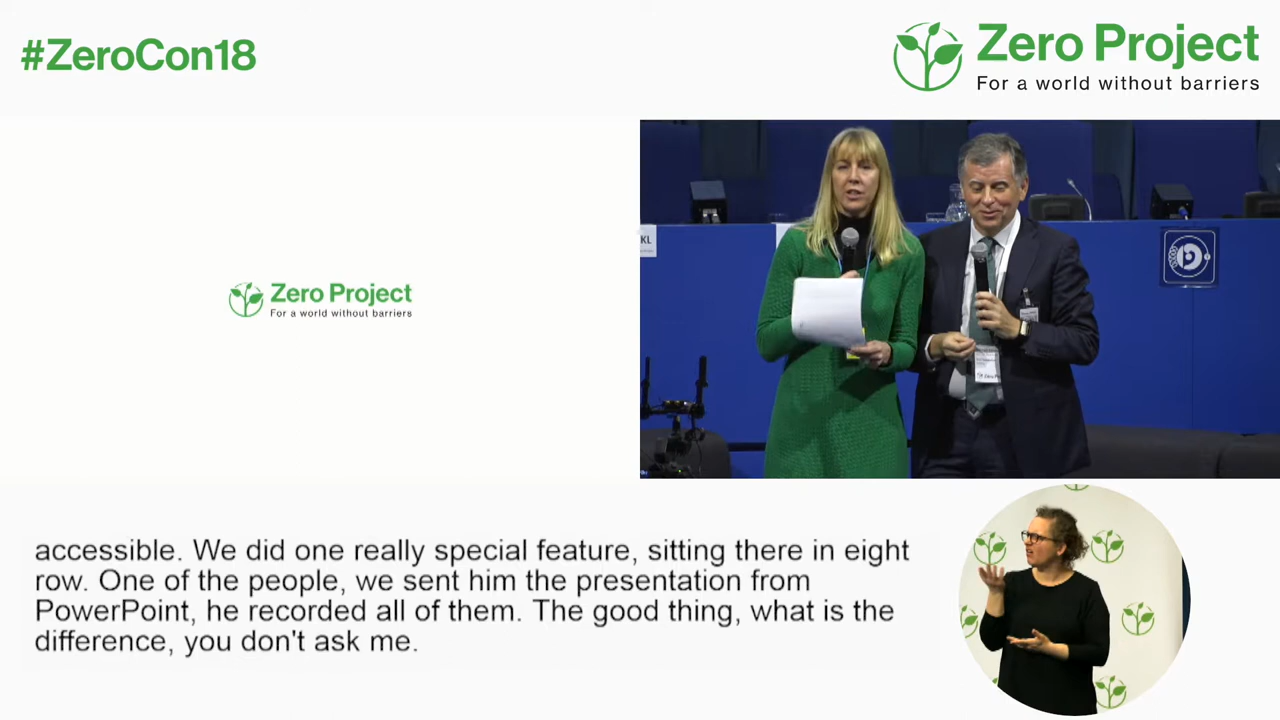 #ZeroCon18
Zero Project
For a world without barriers
Zero Project
For a world without barriers
KL
accessible. We did one really special feature, sitting there in eight
row. One of the people, we sent him the presentation from
PowerPoint, he recorded all of them. The good thing, what is the
difference, you don't ask me.